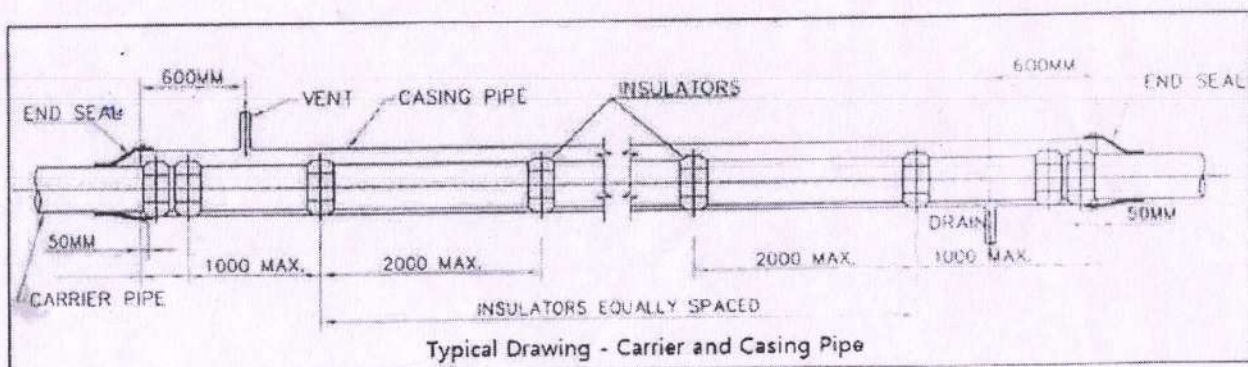 600MM
600MM
END SEAL
VENT
CASING PIPE
INSULATORS
END SEAL
50MM
DRAIN
50MM
1000 MAX.
2000 MAX.
2000 MAX.
1000 MAX.
CARRIER PIPE
INSULATORS EQUALLY SPACED
Typical Drawing - Carrier and Casing Pipe